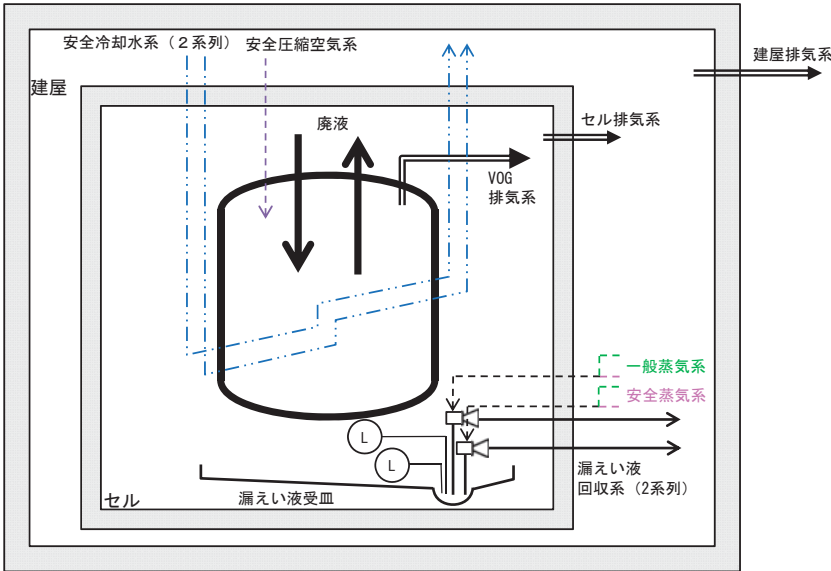 安全冷却水系（２系列）
安全圧縮空気系
建屋排気系
建屋
廃液
セル排気系
VOG
排気系
一般蒸気系
安全蒸気系
L
L
漏えい液
回収系（2系列）
漏えい液受皿
セル